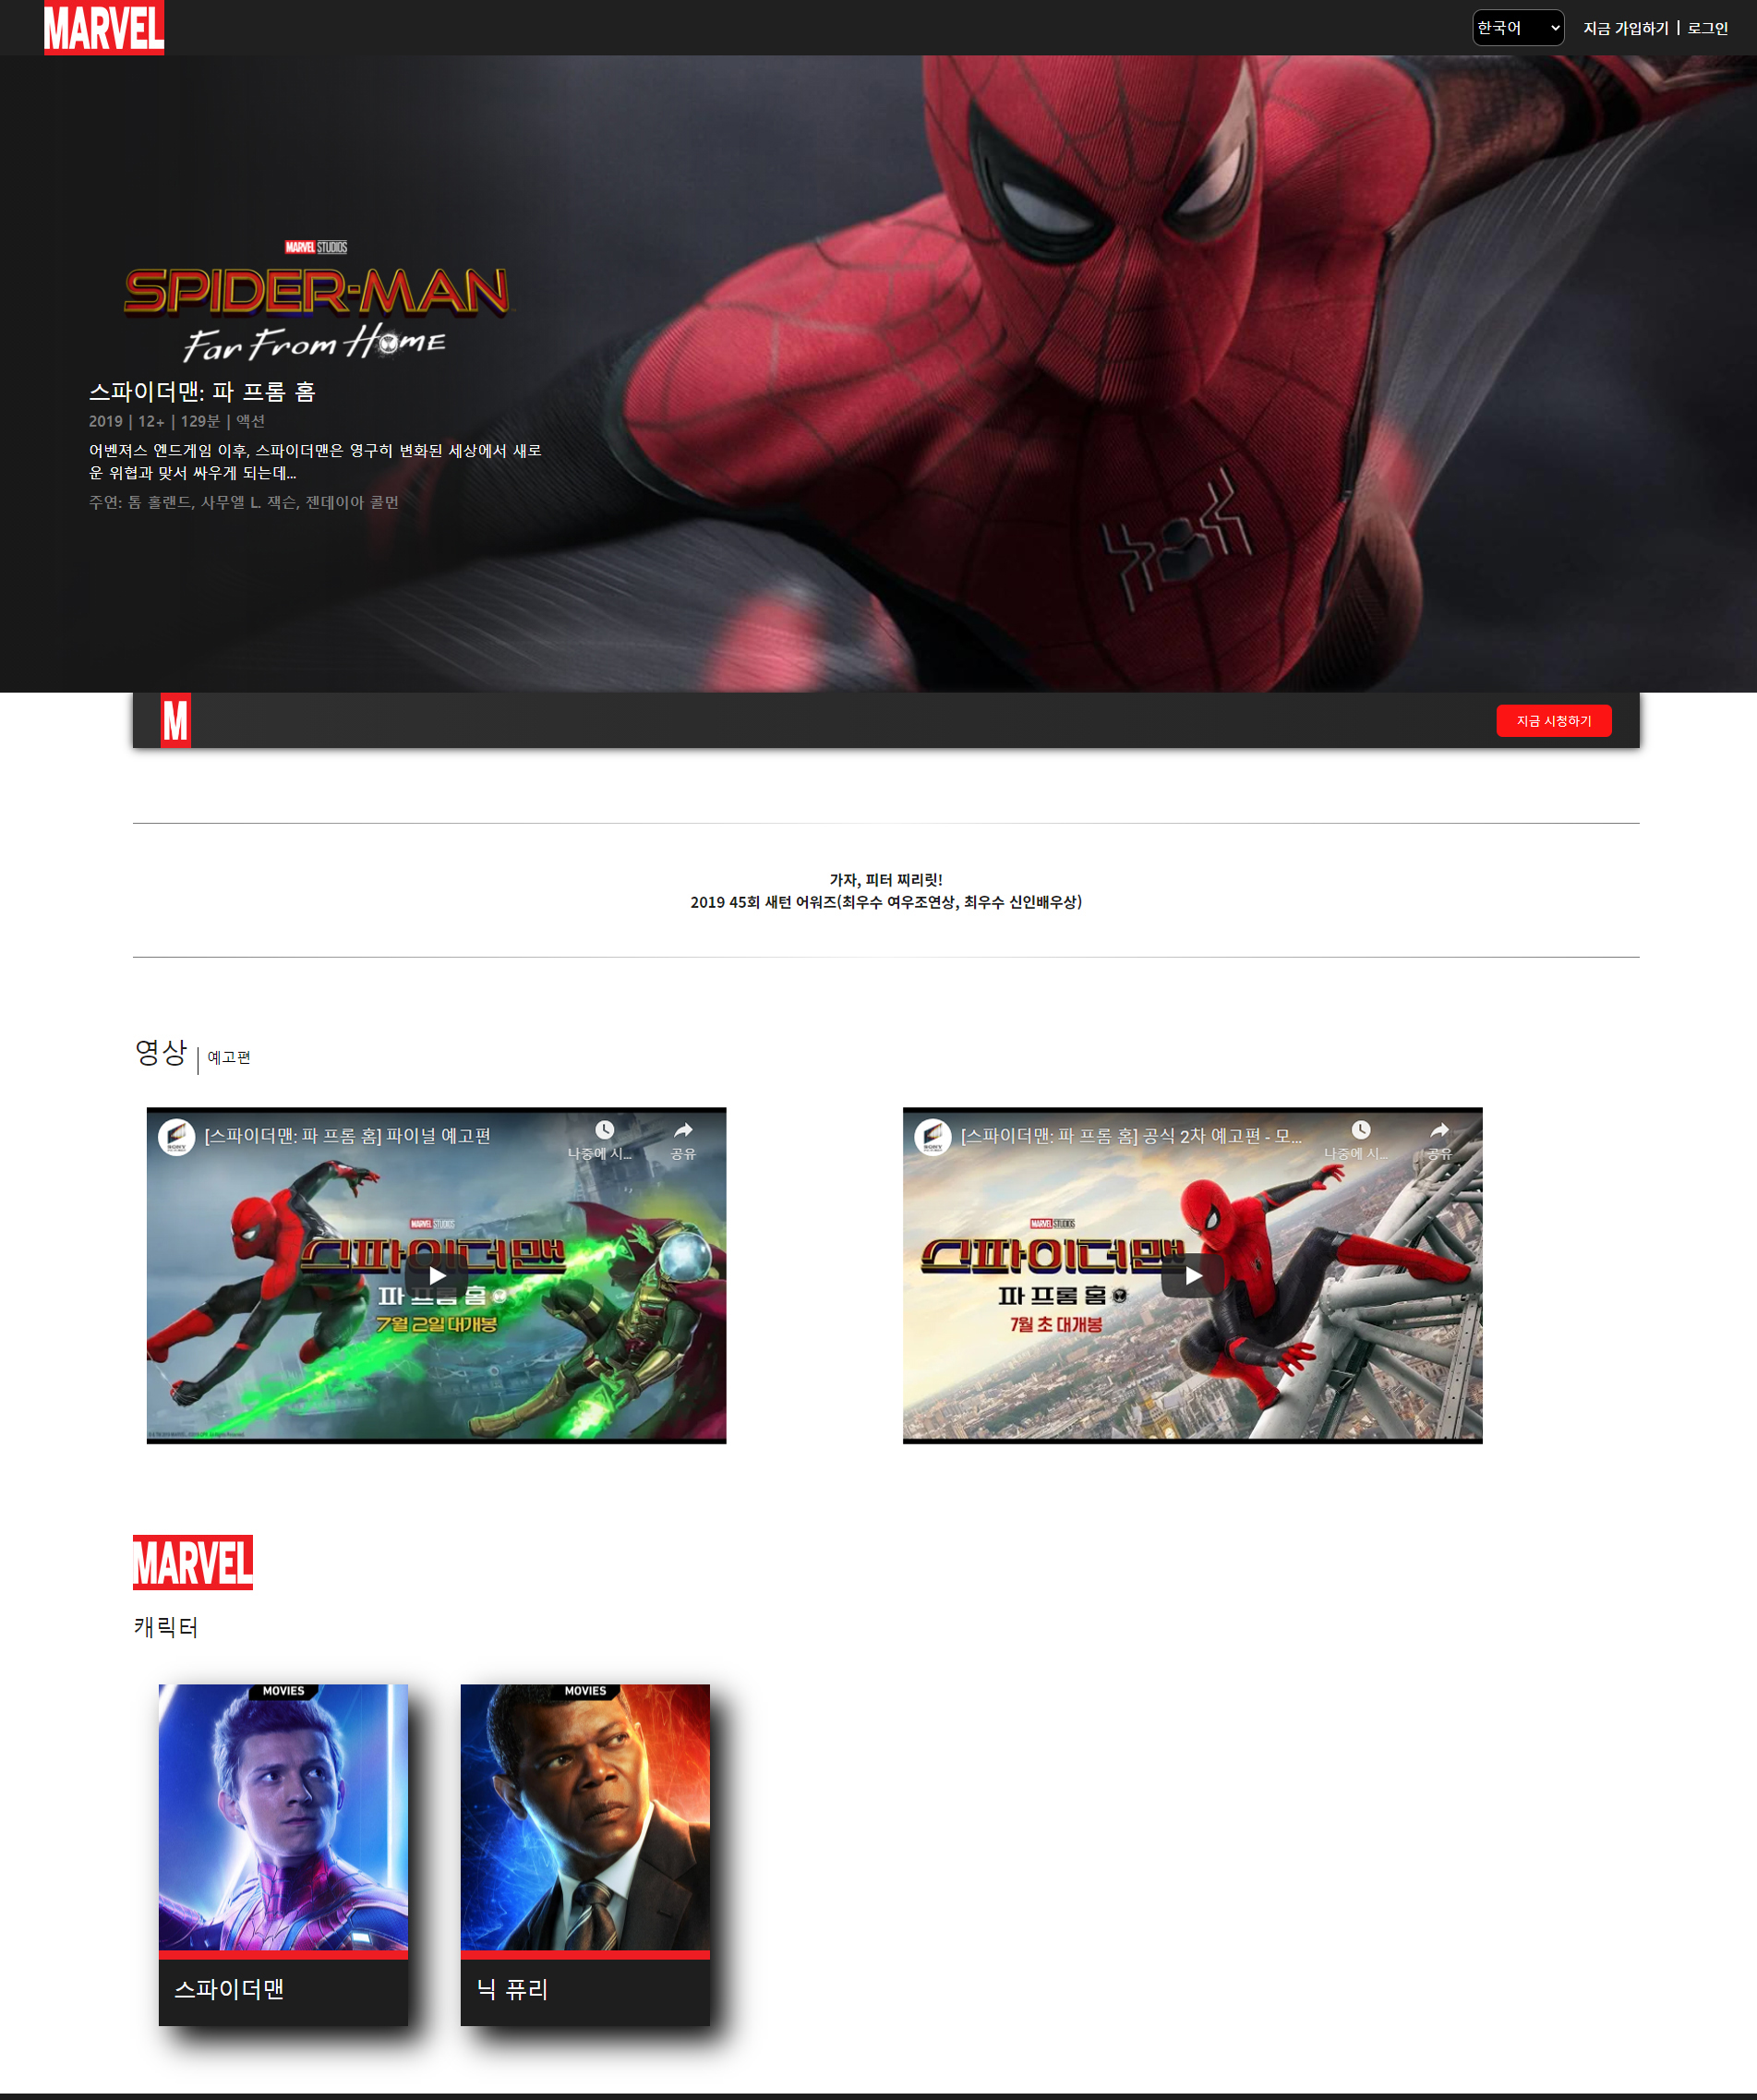 MARVEL
한국어
지금 가입하기 | 로그인
MARVEL STUDIOS
SPIDER-MAN
Far From Home
스파이더맨: 파 프롬 홈
2019 | 12+ | 129분 | 액션
어벤져스 엔드게임 이후, 스파이더맨은 영구히 변화된 세상에서 새로
운 위협과 맞서 싸우게 되는데...
주연: 톰 홀랜드, 사무엘 L. 잭슨, 젠데이아 콜먼
M
지금 시청하기
가자, 피터 찌리릿!
2019 45회 새턴 어워즈(최우수 여우조연상, 최우수 신인배우상)
영상 | 예고편
[스파이더맨: 파 프롬 홈] 파이널 예고편
나중에 시...
공유
SONY
MARVEL STUDIOS
스파이더맨
파 프롬 홈
7월 2일 대개봉
[스파이더맨: 파 프롬 홈] 공식 2차 예고편 - 모...
나중에 시...
공유
SONY
MARVEL STUDIOS
스파이더맨
파 프롬 홈
7월 초 대개봉
MARVEL
캐릭터
MOVIES
스파이더맨
MOVIES
닉 퓨리